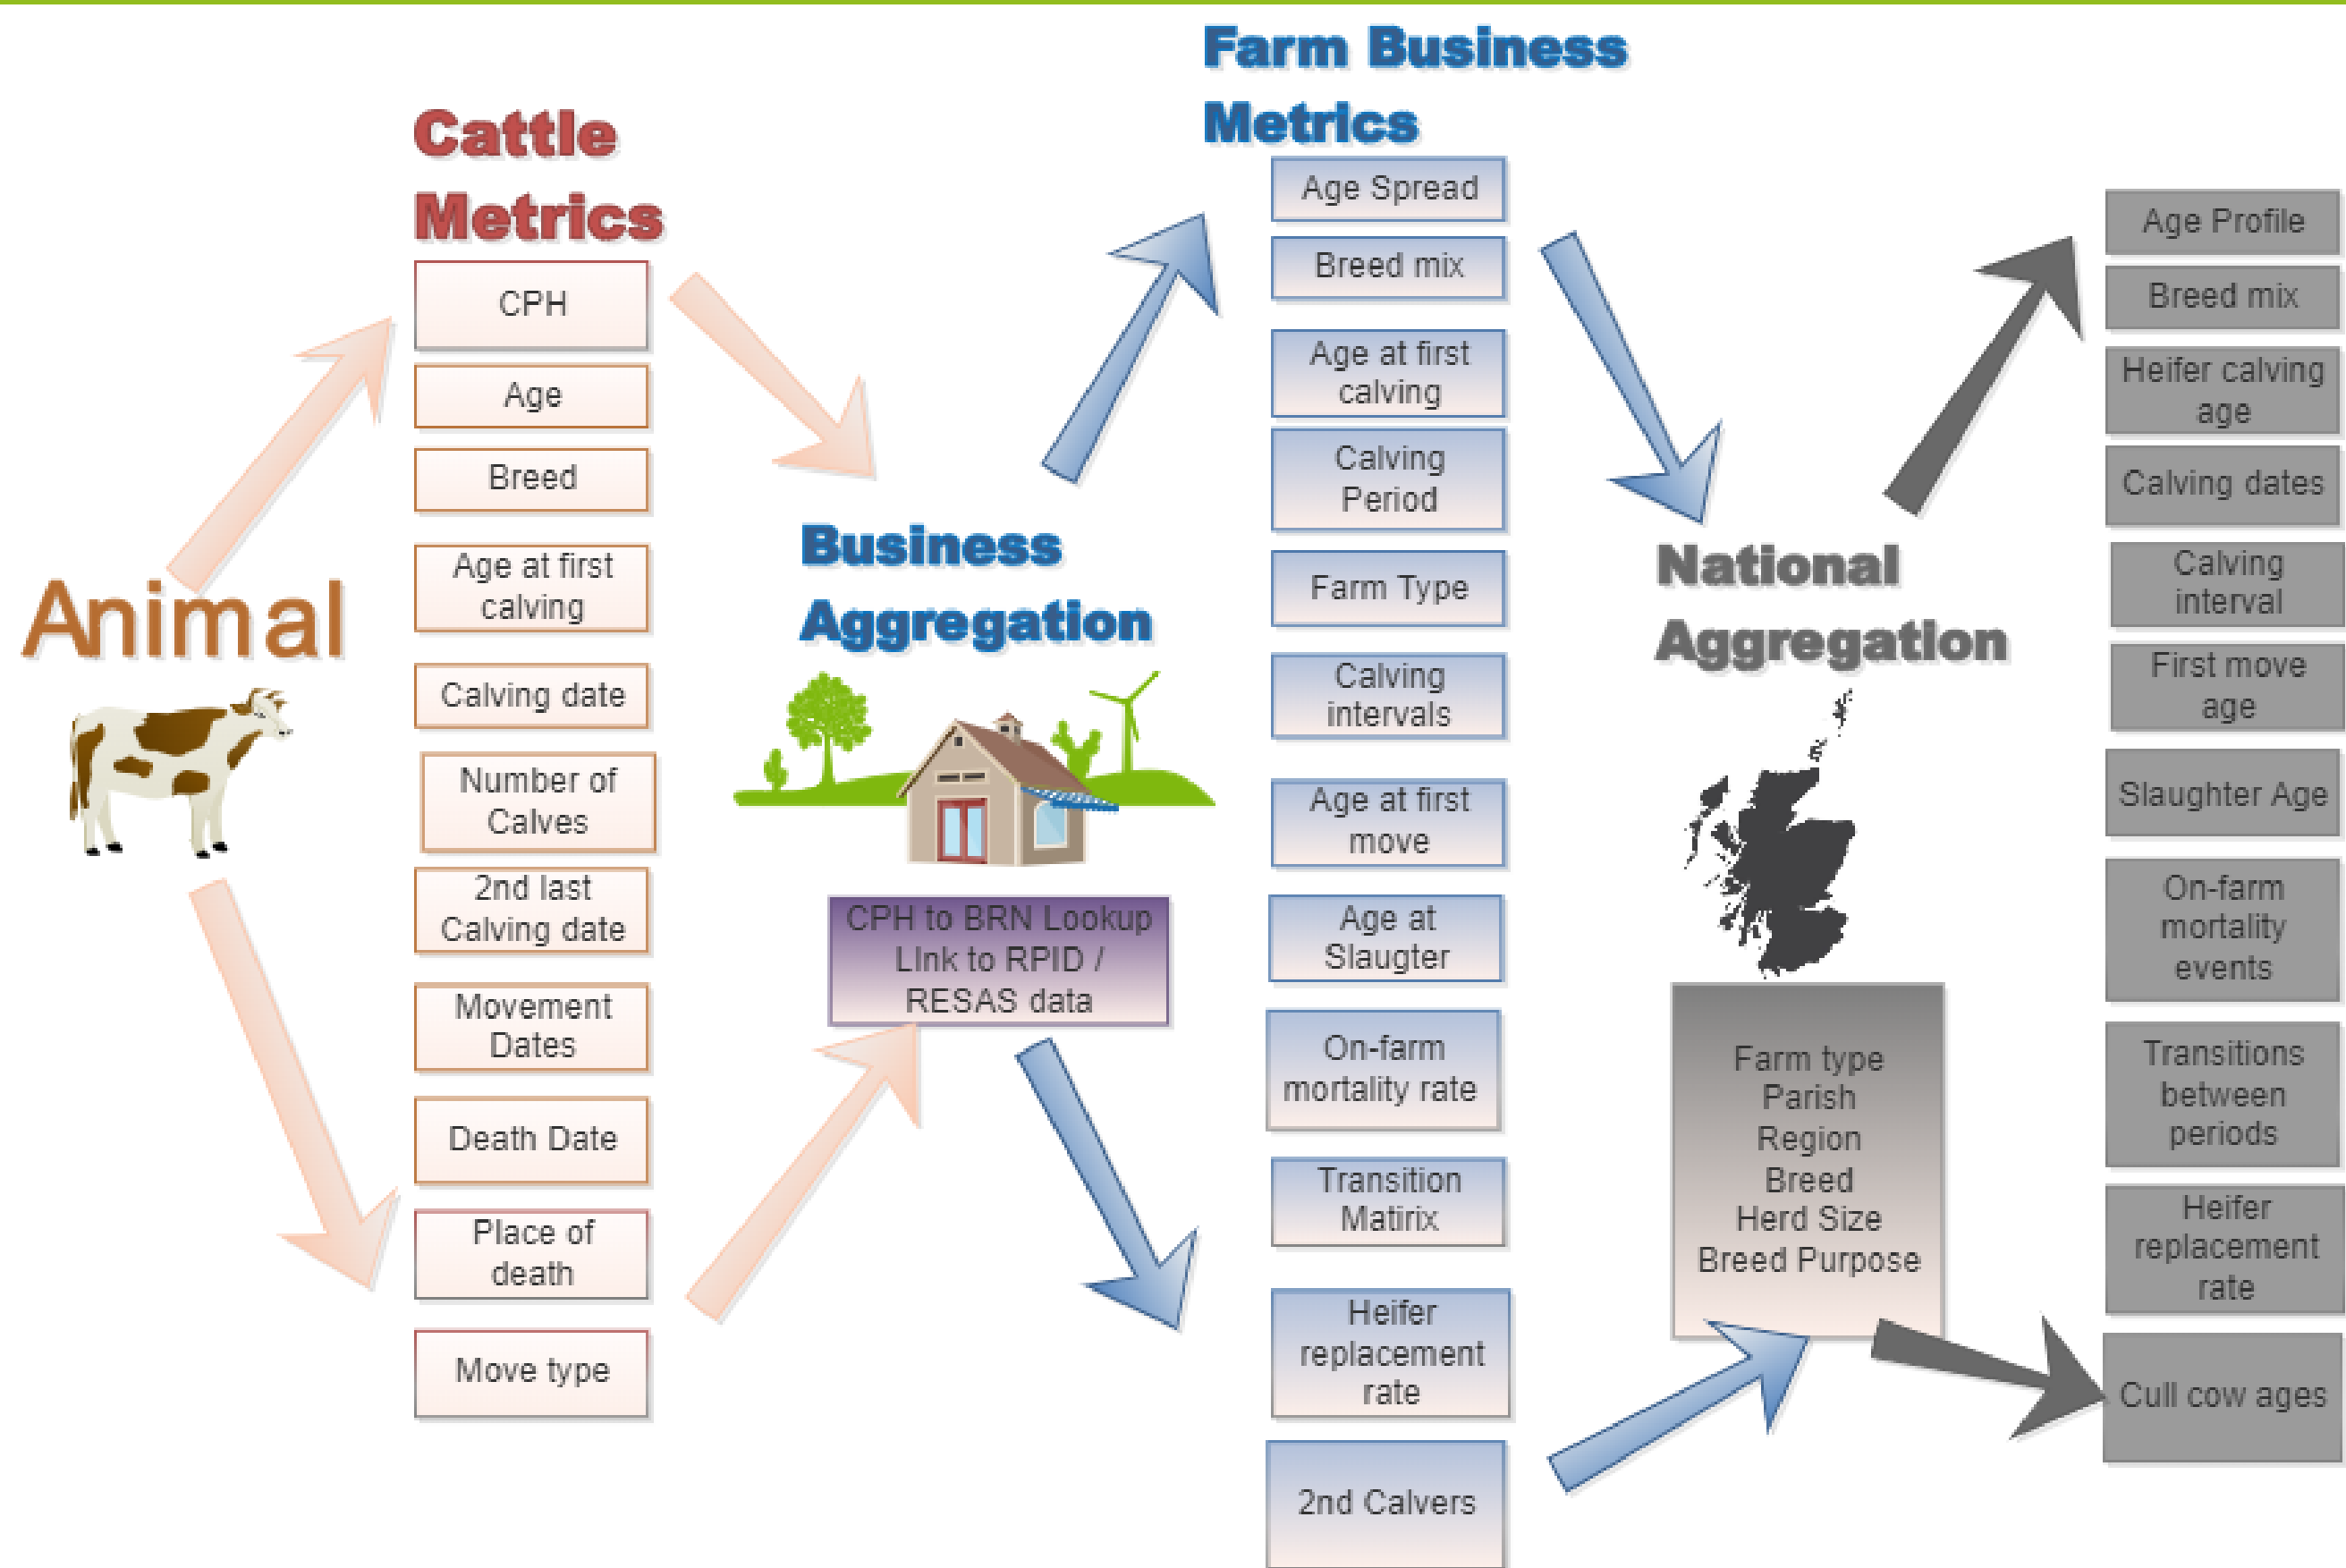 Animal
Cattle
Metrics
CPH
Age
Breed
Age at first
calving
Calving date
Number of
Calves
2nd last
Calving date
Movement
Dates
Death Date
Place of
death
Move type
Business
Aggregation
CPH to BRN Lookup
LInk to RPID /
RESAS data
Farm Business
Metrics
Age Spread
Breed mix
Age at first
calving
Calving
Period
Farm Type
Calving
intervals
Age at first
move
Age at
Slaugter
On-farm
mortality rate
Transition
Matirix
Heifer
replacement
rate
2nd Calvers
National
Aggregation
Farm type
Parish
Region
Breed
Herd Size
Breed Purpose
Age Profile
Breed mix
Heifer calving
age
Calving dates
Calving
interval
First move
age
Slaughter Age
On-farm
mortality
events
Transitions
between
periods
Heifer
replacement
rate
Cull cow ages